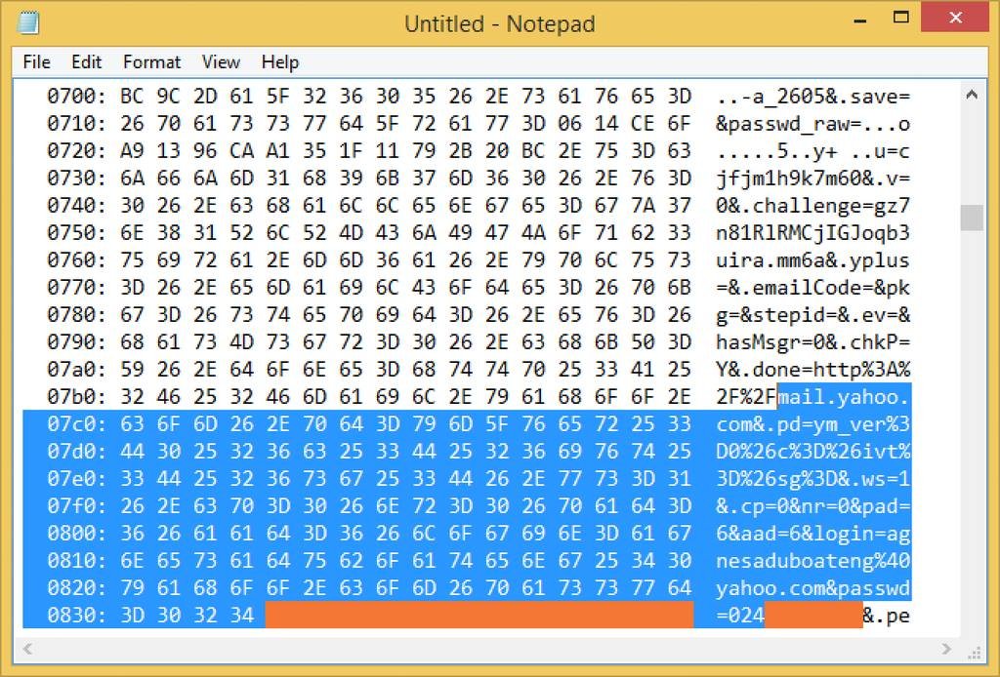 Untitled - Notepad
File Edit Format View Help
0700: BC 9C 2D 61 5F 32 36 30 35 26 2E 73 61 76 65 3D ..-a_2605&.save=
0710: 26 70 61 73 73 77 64 5F 72 61 77 3D 06 14 CE 6F &passwd_raw=...o
0720: A9 13 96 CA A1 35 1F 11 79 2B 20 BC 2E 75 3D 63 .....5..y+ ..u=c
0730: 6A 66 6A 6D 31 68 39 6B 37 6D 36 30 26 2E 76 3D jfjm1h9k7m60&.v=
0740: 30 26 2E 63 68 61 6C 6C 65 6E 67 65 3D 67 7A 37 0&.challenge=gz7
0750: 6E 38 31 52 6C 52 4D 43 6A 49 47 4A 6F 71 62 33 n81RlRMCjIGJoqb3
0760: 75 69 72 61 2E 6D 6D 36 61 26 2E 79 70 6C 75 73 uira.mm6a&.yplus
0770: 3D 26 2E 65 6D 61 69 6C 43 6F 64 65 3D 26 70 6B =&.emailCode=&pk
0780: 67 3D 26 73 74 65 70 69 64 3D 26 2E 65 76 3D 26 g=&stepid=&.ev=&
0790: 68 61 73 4D 73 67 72 3D 30 26 2E 63 68 6B 50 3D hasMsgr=0&.chkP=
07a0: 59 26 2E 64 6F 6E 65 3D 68 74 74 70 25 33 41 25 Y&.done=http%3A%
07b0: 32 46 25 32 46 6D 61 69 6C 2E 79 61 68 6F 6F 2E 2F%2Fmail.yahoo.
07c0: 63 6F 6D 26 2E 70 64 3D 79 6D 5F 76 65 72 25 33 com&.pd=ym_ver%3
07d0: 44 30 25 32 36 63 25 33 44 25 32 36 69 76 74 25 D0%26c%3D%26ivt%
07e0: 33 44 25 32 36 73 67 25 33 44 26 2E 77 73 3D 31 3D%26sg%3D&.ws=1
07f0: 26 2E 63 70 3D 30 26 6E 72 3D 30 26 70 61 64 3D &.cp=0&nr=0&pad=
0800: 36 26 61 61 64 3D 36 26 6C 6F 67 69 6E 3D 61 67 6&aad=6&login=ag
0810: 6E 65 73 61 64 75 62 6F 61 74 65 6E 67 25 34 30 nesaduboateng%40
0820: 79 61 68 6F 6F 2E 63 6F 6D 26 70 61 73 73 77 64 yahoo.com&passwd
0830: 3D 30 32 34 =024 &.pe